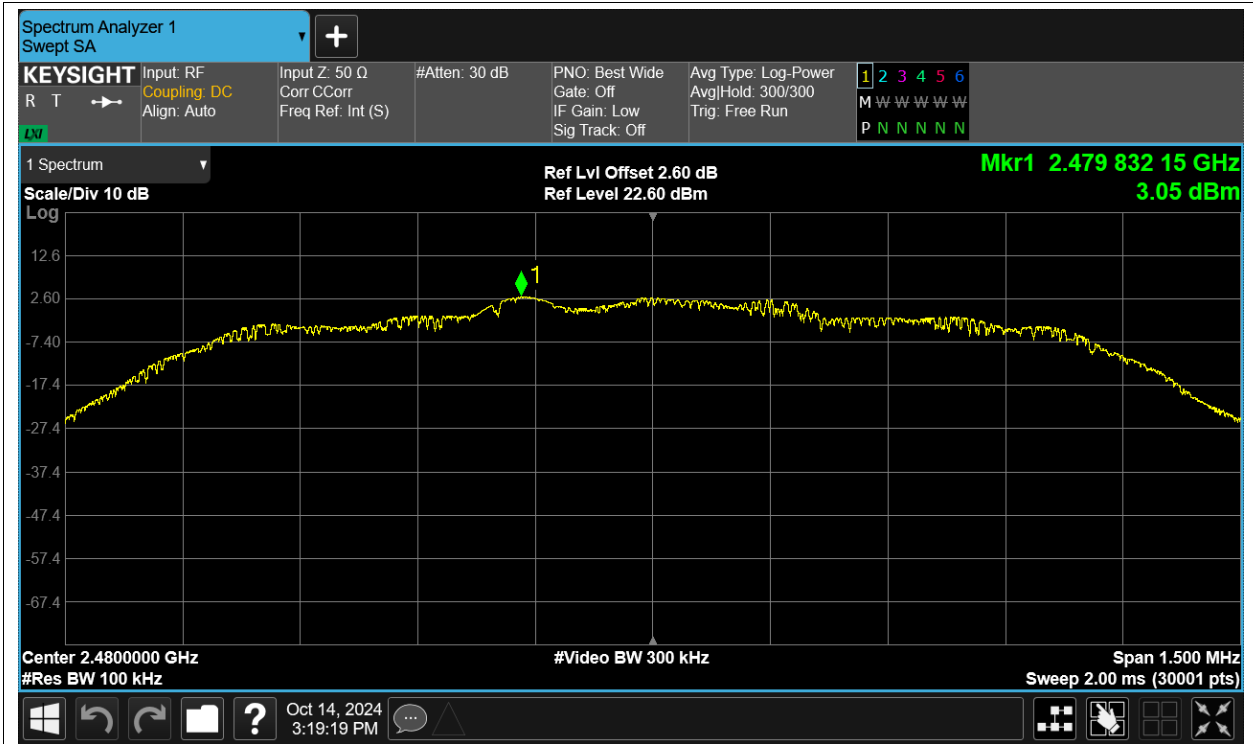 Spectrum Analyzer 1
Swept SA
KEYSIGHT
R T
LXI
Input: RF
Coupling: DC
Align: Auto
Input Z: 50 Ω
Corr CCorr
Freq Ref: Int (S)
#Atten: 30 dB
PNO: Best Wide
Gate: Off
IF Gain: Low
Sig Track: Off
Avg Type: Log-Power
Avg|Hold: 300/300
Trig: Free Run
1 2 3 4 5 6
M W W W W W
P N N N N N
1 Spectrum
Scale/Div 10 dB
Log
Ref Lvl Offset 2.60 dB
Ref Level 22.60 dBm
Mkr1 2.479 832 15 GHz
3.05 dBm
12.6
1
2.60
-7.40
-17.4
-27.4
-37.4
-47.4
-57.4
-67.4
Center 2.4800000 GHz
#Res BW 100 kHz
#Video BW 300 kHz
Span 1.500 MHz
Sweep 2.00 ms (30001 pts)
?
Oct 14, 2024
3:19:19 PM